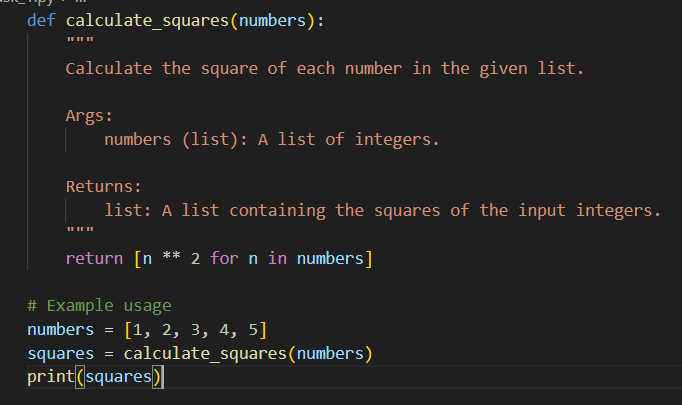 def calculate_squares(numbers):
    """
    Calculate the square of each number in the given list.

    Args:
        numbers (list): A list of integers.

    Returns:
        list: A list containing the squares of the input integers.
    """
    return [n ** 2 for n in numbers]

# Example usage
numbers = [1, 2, 3, 4, 5]
squares = calculate_squares(numbers)
print(squares)